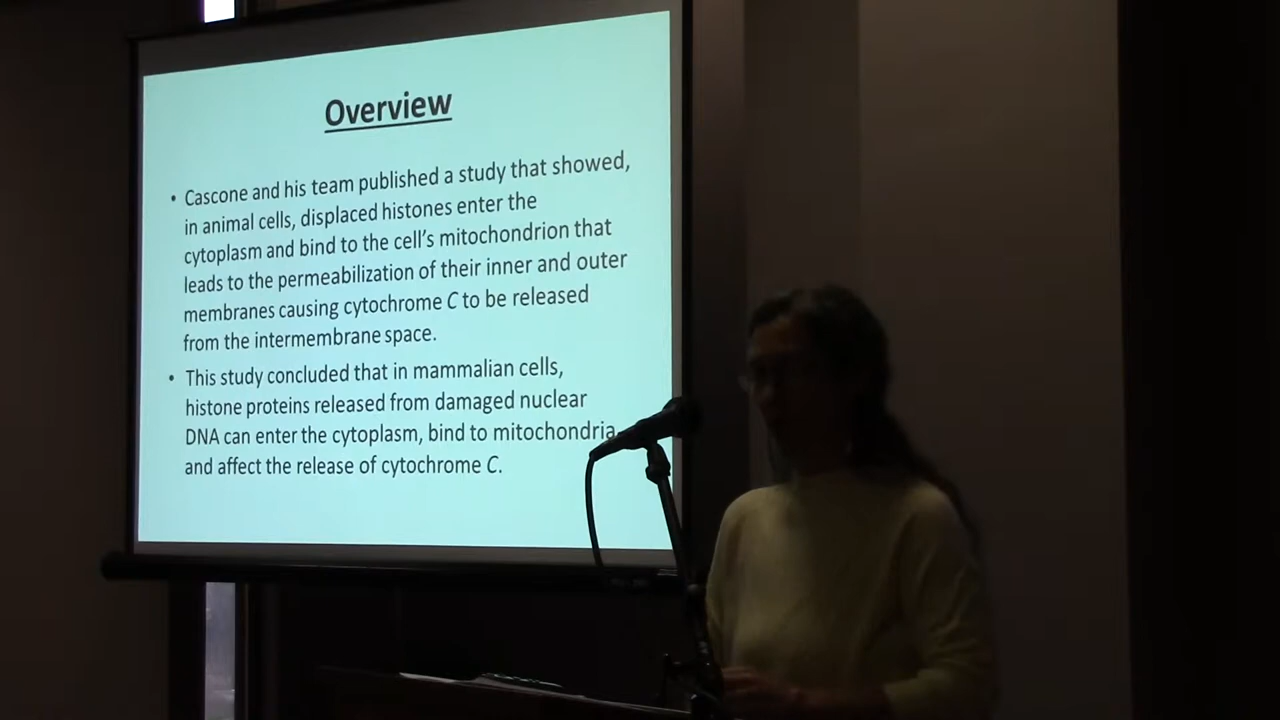 Overview
• Cascone and his team published a study that showed,
in animal cells, displaced histones enter the
cytoplasm and bind to the cell’s mitochondrion that
leads to the permeabilization of their inner and outer
membranes causing cytochrome C to be released
from the intermembrane space.
• This study concluded that in mammalian cells,
histone proteins released from damaged nuclear
DNA can enter the cytoplasm, bind to mitochondria
and affect the release of cytochrome C.